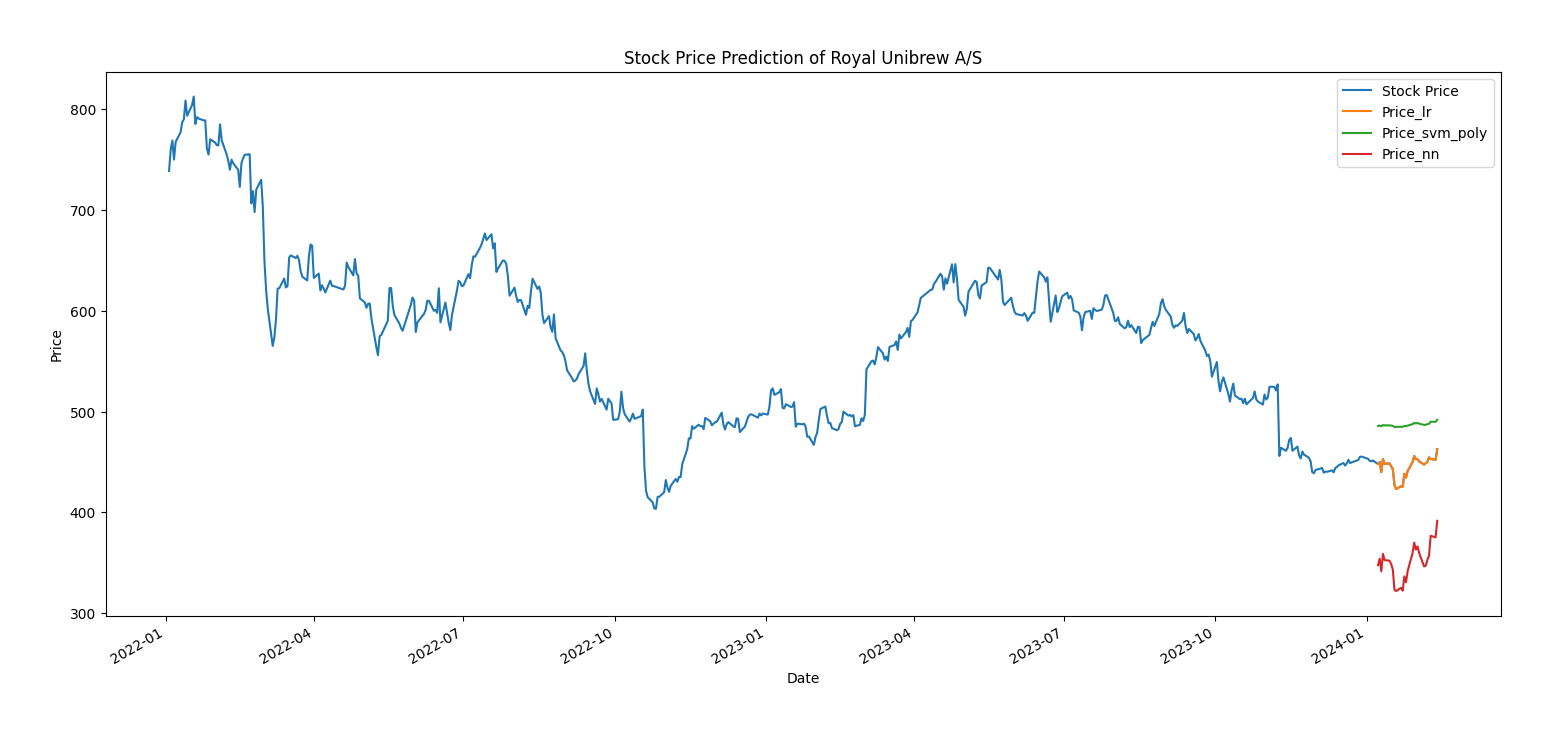 Stock Price Prediction of Royal Unibrew A/S
Stock Price
Price_lr
Price_svm_poly
Price_nn
800
700
600
500
400
300
Price
2022-01
2022-04
2022-07
2022-10
2023-01
2023-04
2023-07
2023-10
2024-01
Date